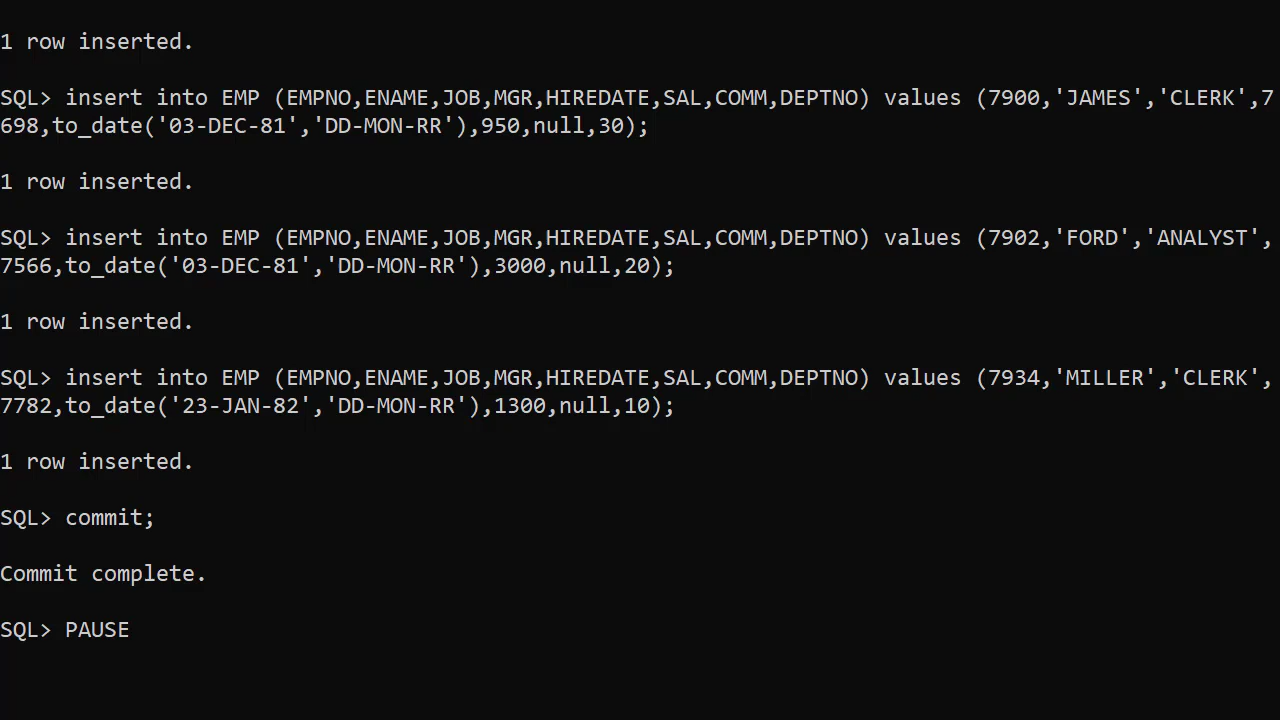 1 row inserted.
SQL> insert into EMP (EMPNO,ENAME,JOB,MGR,HIREDATE,SAL,COMM,DEPTNO) values (7900,'JAMES','CLERK',7
698,to_date('03-DEC-81','DD-MON-RR'),950,null,30);
1 row inserted.
SQL> insert into EMP (EMPNO,ENAME,JOB,MGR,HIREDATE,SAL,COMM,DEPTNO) values (7902,'FORD','ANALYST',
7566,to_date('03-DEC-81','DD-MON-RR'),3000,null,20);
1 row inserted.
SQL> insert into EMP (EMPNO,ENAME,JOB,MGR,HIREDATE,SAL,COMM,DEPTNO) values (7934,'MILLER','CLERK',
7782,to_date('23-JAN-82','DD-MON-RR'),1300,null,10);
1 row inserted.
SQL> commit;
Commit complete.
SQL> PAUSE